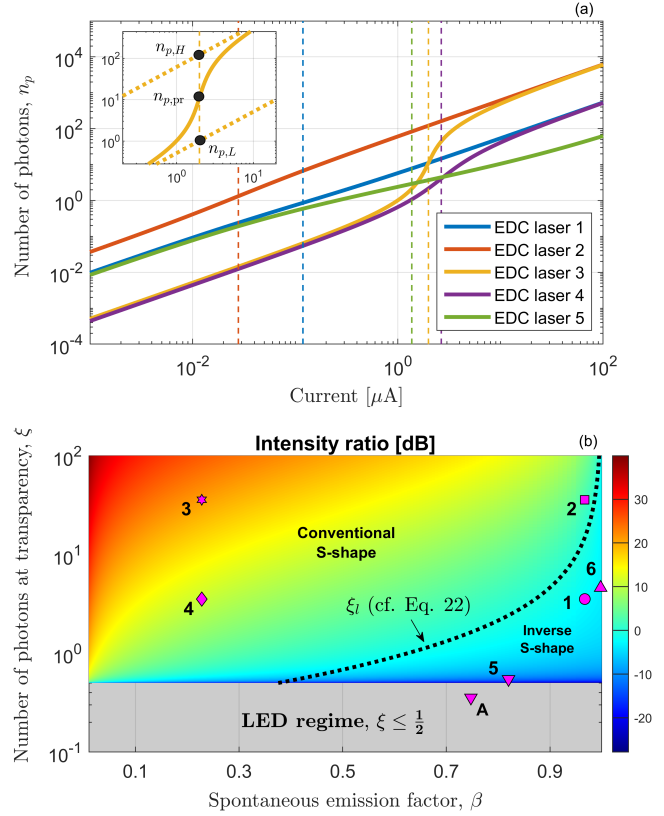 (a)
Number of photons, n_p
10^4
10^2
10^0
10^-2
10^-4
10^-2
10^0
10^2
Current [μA]
n_{p,H}
n_{p,pr}
n_{p,L}
10^2
10^1
10^0
10^0
10^1
EDC laser 1
EDC laser 2
EDC laser 3
EDC laser 4
EDC laser 5
Intensity ratio [dB]
(b)
Number of photons at transparency, ξ
10^2
10^1
10^0
10^-1
3
2
Conventional
S-shape
6
4
1
ξ_l (cf. Eq. 22)
Inverse
S-shape
5
A
LED regime, ξ ≤ 1/2
0.1
0.3
0.5
0.7
0.9
Spontaneous emission factor, β
30
20
10
0
-10
-20